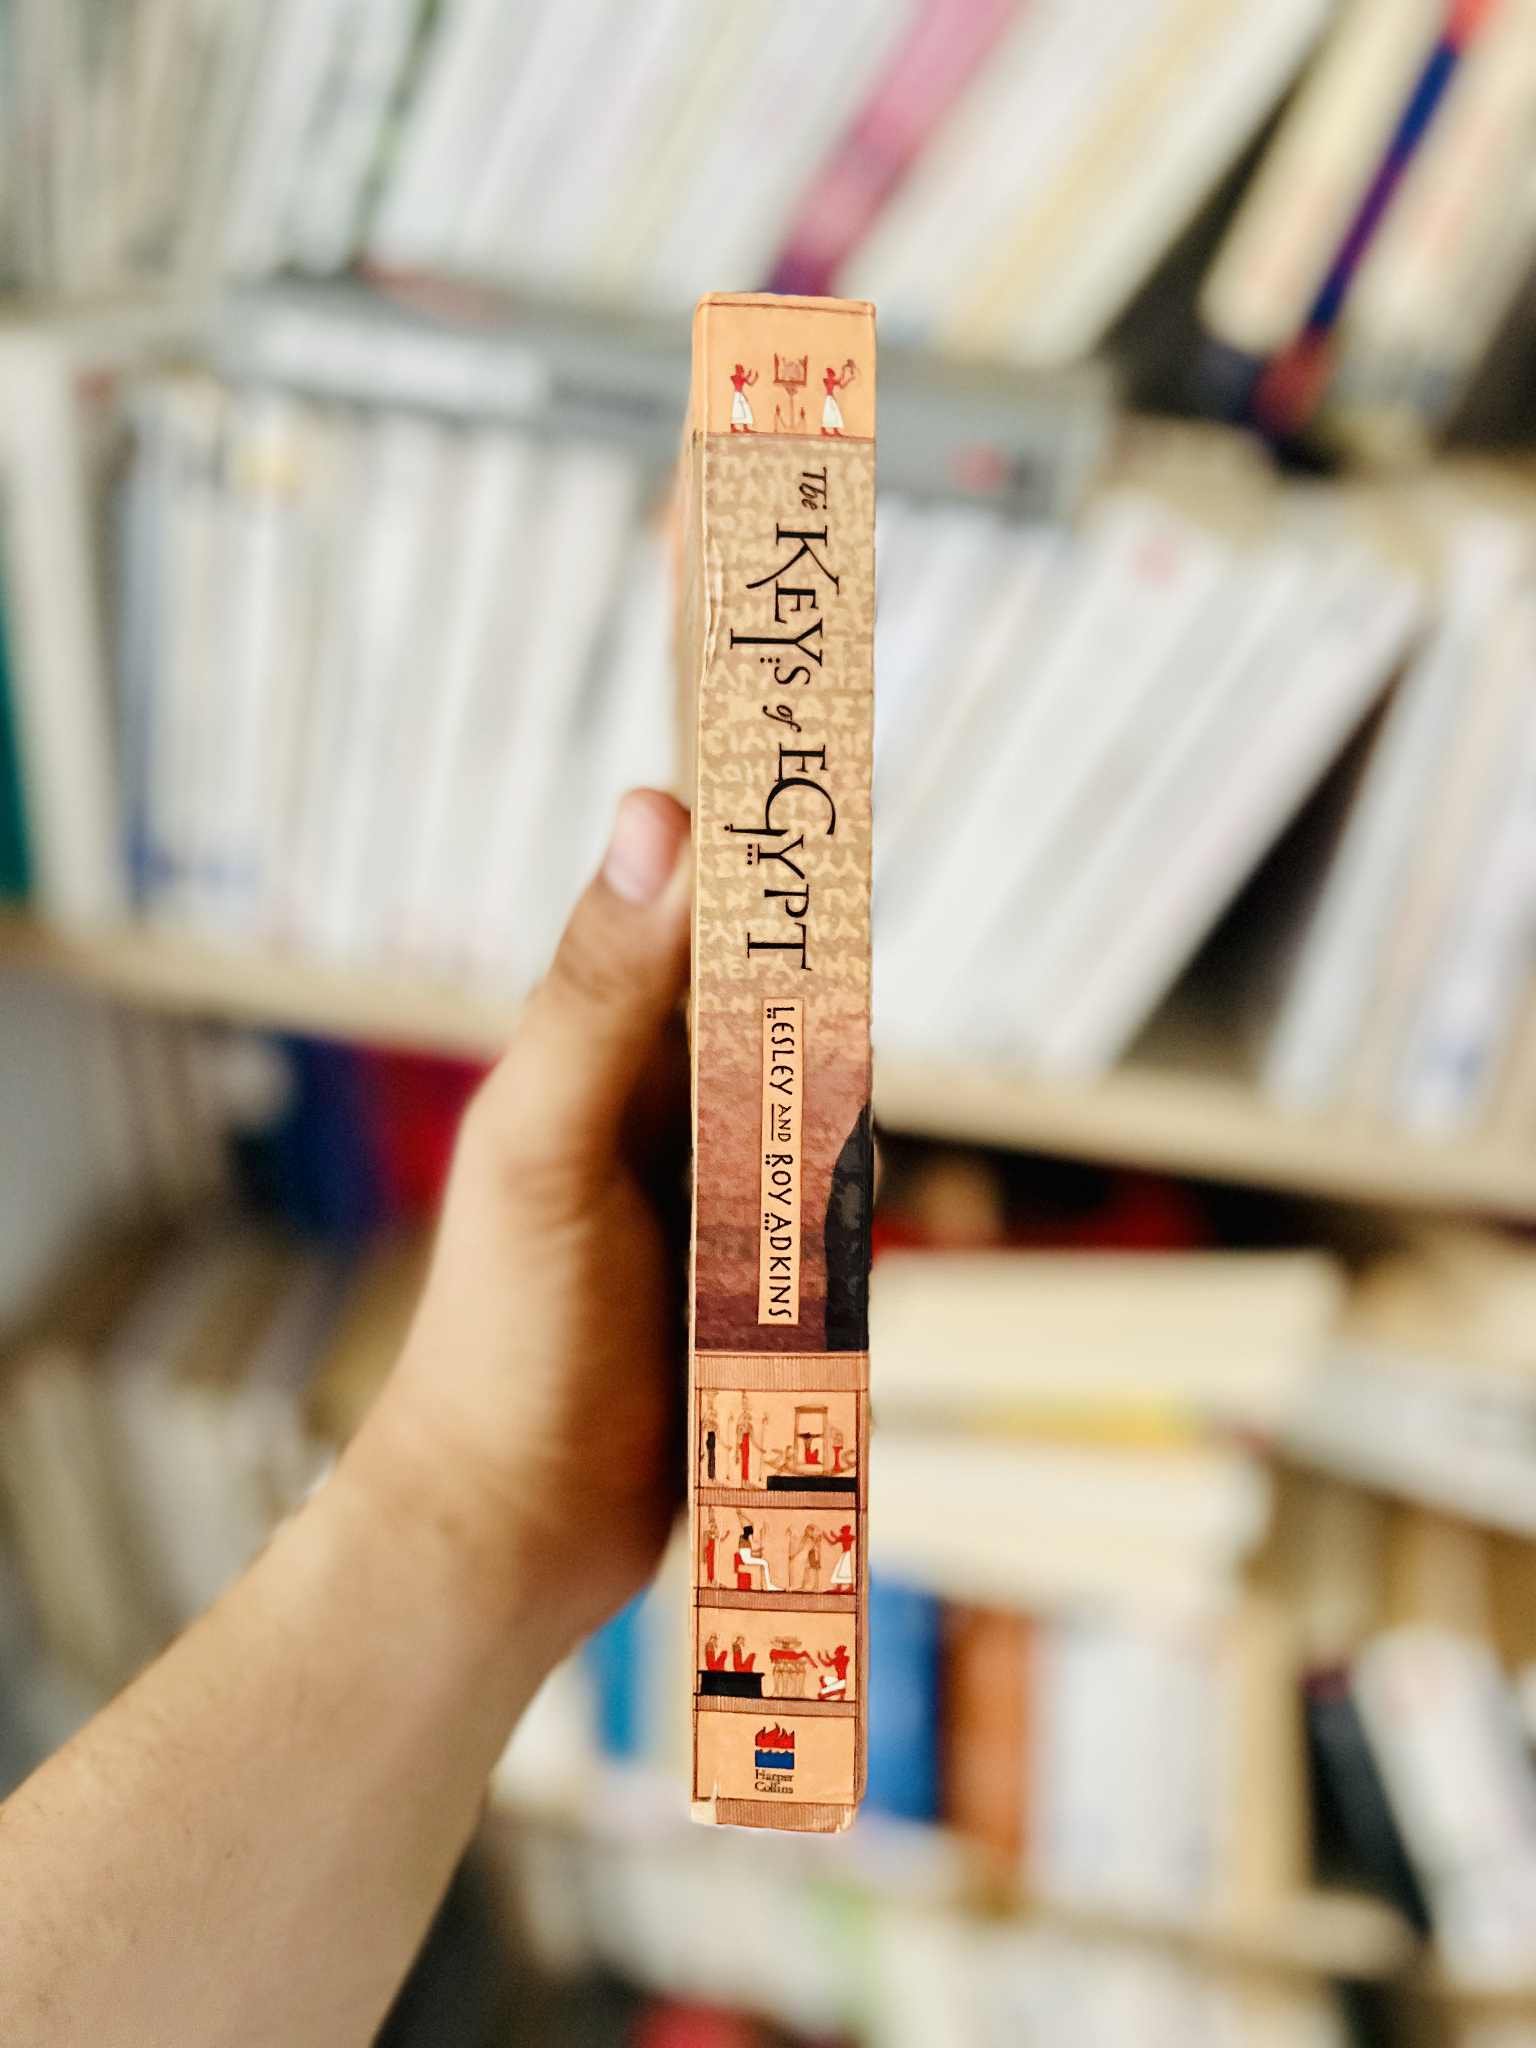 The KEYS of EGYPT
LESLEY AND ROY ADKINS
Harper
Collins